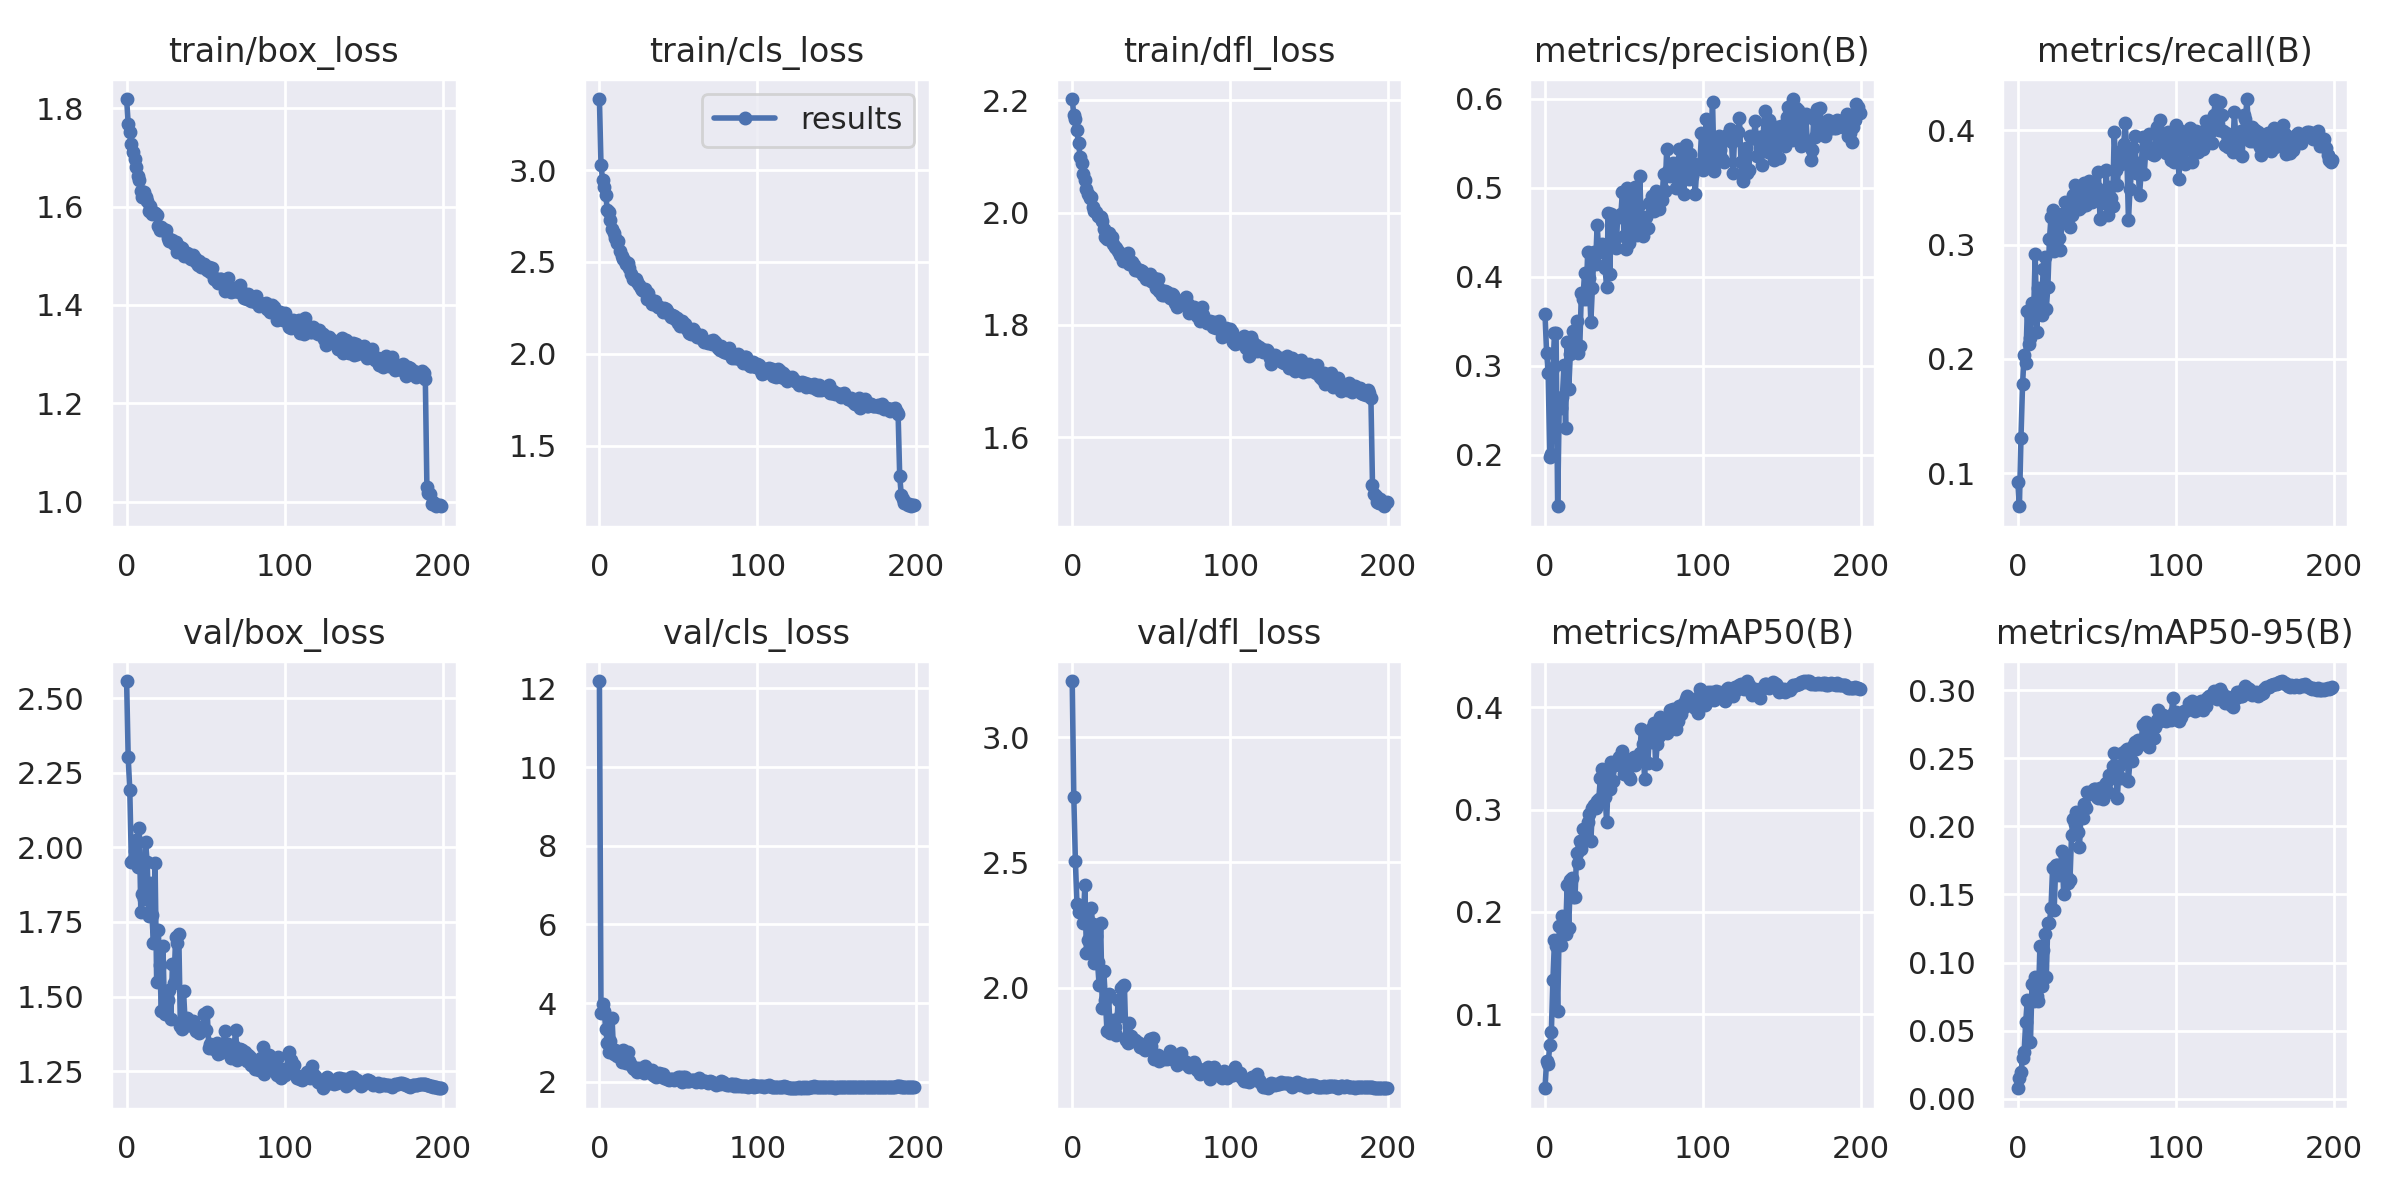 train/box_loss
1.8
1.6
1.4
1.2
1.0
0 100 200
train/cls_loss
results
3.0
2.5
2.0
1.5
0 100 200
train/dfl_loss
2.2
2.0
1.8
1.6
0 100 200
metrics/precision(B)
0.6
0.5
0.4
0.3
0.2
0 100 200
metrics/recall(B)
0.4
0.3
0.2
0.1
0 100 200
val/box_loss
2.50
2.25
2.00
1.75
1.50
1.25
0 100 200
val/cls_loss
12
10
8
6
4
2
0 100 200
val/dfl_loss
3.0
2.5
2.0
0 100 200
metrics/mAP50(B)
0.4
0.3
0.2
0.1
0 100 200
metrics/mAP50-95(B)
0.30
0.25
0.20
0.15
0.10
0.05
0.00
0 100 200